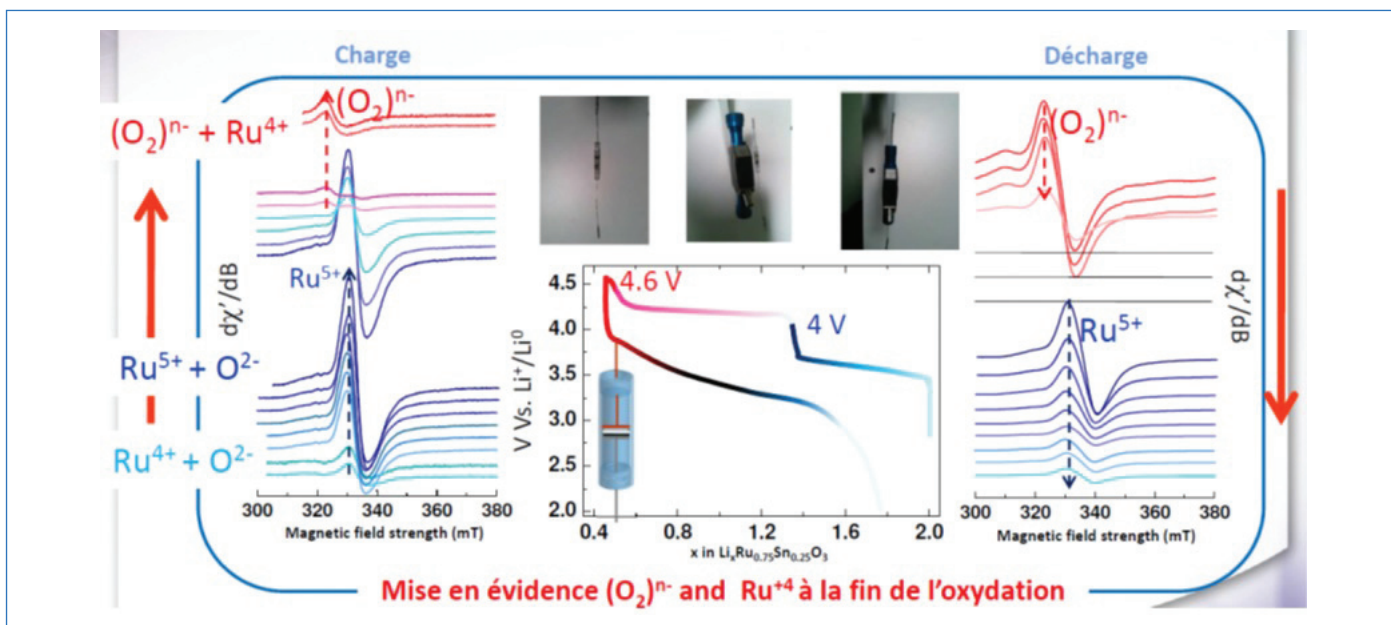 Charge
Décharge
(O₂)ⁿ⁻
(O₂)ⁿ⁻ + Ru⁴⁺
(O₂)ⁿ⁻
dχ'/dB
Ru⁵⁺
Ru⁵⁺ + O²⁻
Ru⁴⁺ + O²⁻
300 320 340 360 380
Magnetic field strength (mT)
V Vs. Li⁺/Li⁰
4.5
4.0
3.5
3.0
2.5
2.0
4.6 V
4 V
0.4 0.8 1.2 1.6 2.0
x in LiₓRu₀.₇₅Sn₀.₂₅O₃
Ru⁵⁺
dχ'/dB
300 320 340 360 380
Magnetic field strength (mT)
Mise en évidence (O₂)ⁿ⁻ and Ru⁺⁴ à la fin de l'oxydation